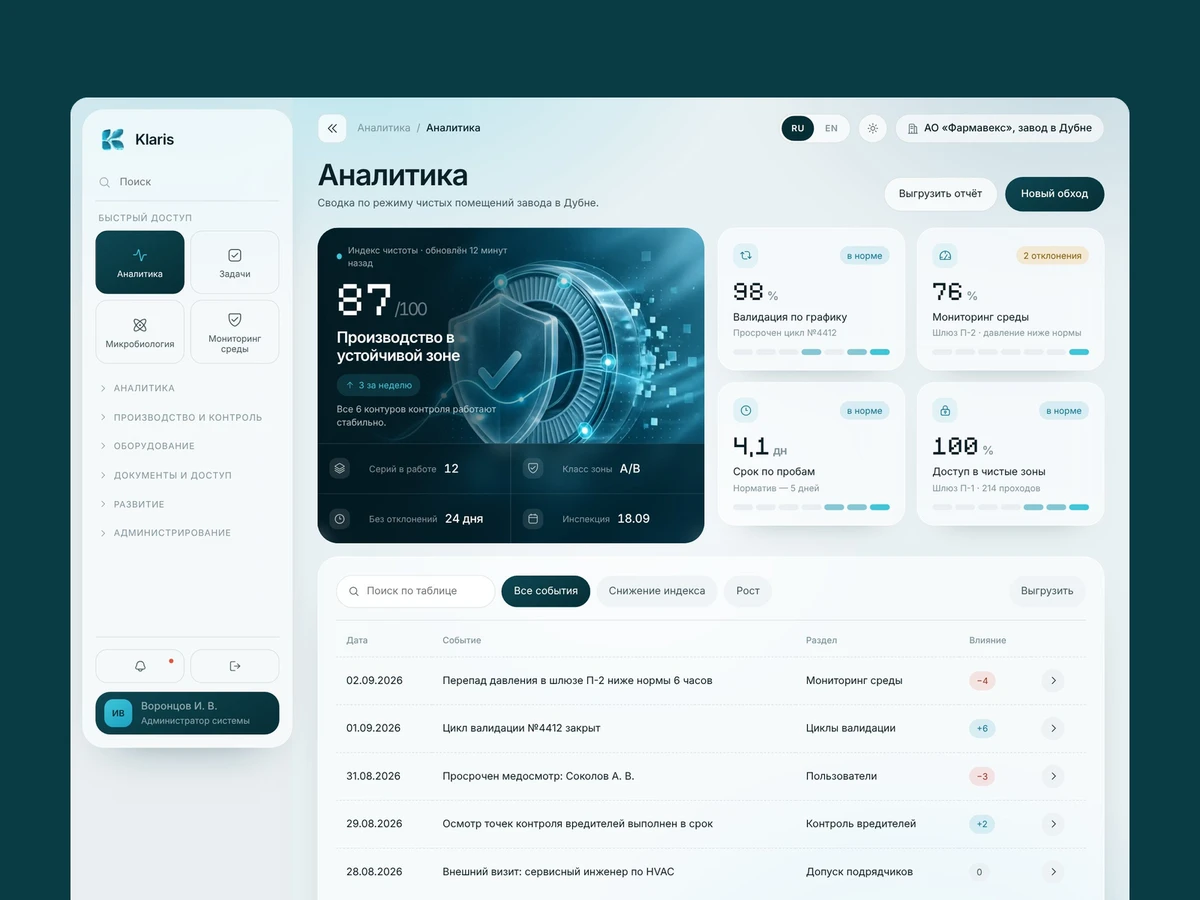 Klaris
Поиск
БЫСТРЫЙ ДОСТУП
Аналитика
Задачи
Микробиология
Мониторинг
среды
АНАЛИТИКА
ПРОИЗВОДСТВО И КОНТРОЛЬ
ОБОРУДОВАНИЕ
ДОКУМЕНТЫ И ДОСТУП
РАЗВИТИЕ
АДМИНИСТРИРОВАНИЕ
ИВ
Воронцов И. В.
Администратор системы
Аналитика / Аналитика
RU EN
АО «Фармавекс», завод в Дубне
Аналитика
Сводка по режиму чистых помещений завода в Дубне.
Выгрузить отчёт
Новый обход
Индекс чистоты · обновлён 12 минут
назад
87 /100
Производство в
устойчивой зоне
↑ 3 за неделю
Все 6 контуров контроля работают
стабильно.
Серий в работе 12
Класс зоны A/B
Без отклонений 24 дня
Инспекция 18.09
в норме
98 %
Валидация по графику
Просрочен цикл №4412
2 отклонения
76 %
Мониторинг среды
Шлюз П-2 · давление ниже нормы
в норме
4,1 дн
Срок по пробам
Норматив — 5 дней
в норме
100 %
Доступ в чистые зоны
Шлюз П-1 · 214 проходов
Поиск по таблице
Все события
Снижение индекса
Рост
Выгрузить
Дата Событие Раздел Влияние
02.09.2026 Перепад давления в шлюзе П-2 ниже нормы 6 часов Мониторинг среды −4
01.09.2026 Цикл валидации №4412 закрыт Циклы валидации +6
31.08.2026 Просрочен медосмотр: Соколов А. В. Пользователи −3
29.08.2026 Осмотр точек контроля вредителей выполнен в срок Контроль вредителей +2
28.08.2026 Внешний визит: сервисный инженер по HVAC Допуск подрядчиков 0